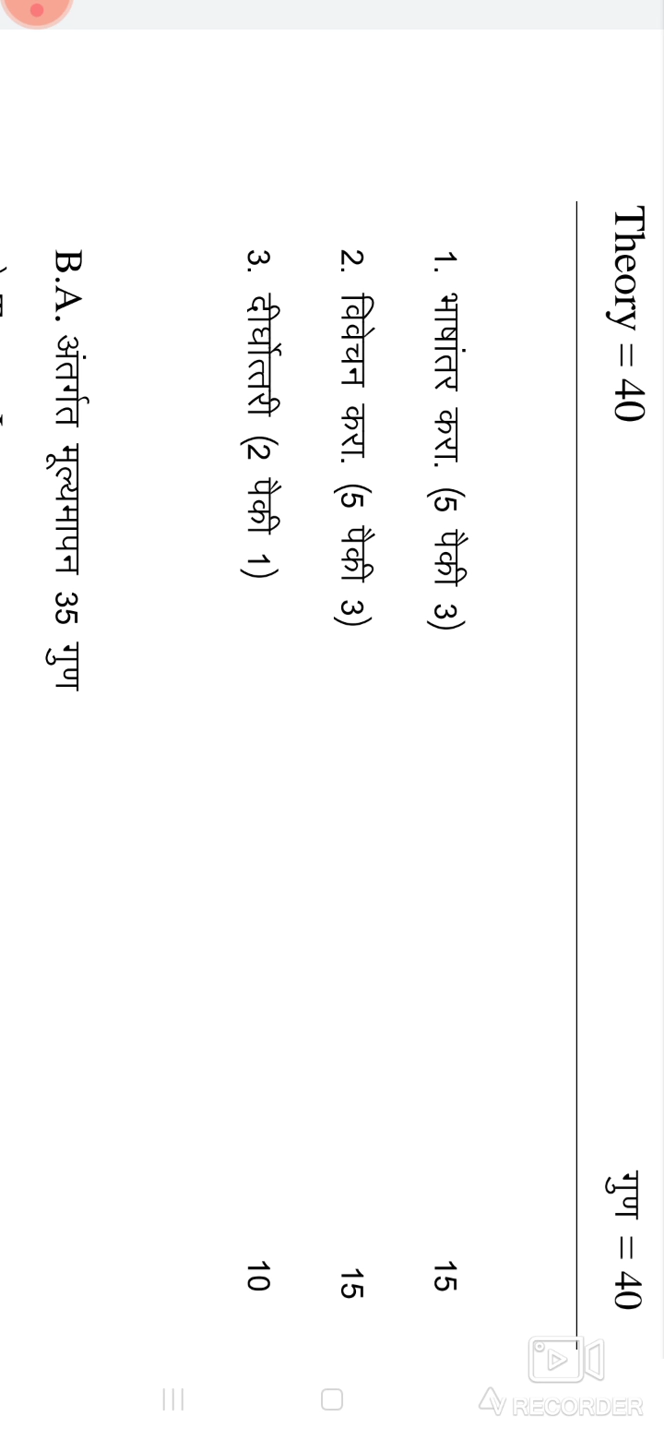 Theory = 40 गुण = 40
1. भाषांतर करा. (5 पैकी 3) 15
2. विवेचन करा. (5 पैकी 3) 15
3. दीर्घोत्तरी (2 पैकी 1) 10
B.A. अंतर्गत मूल्यमापन 35 गुण
RECORDER